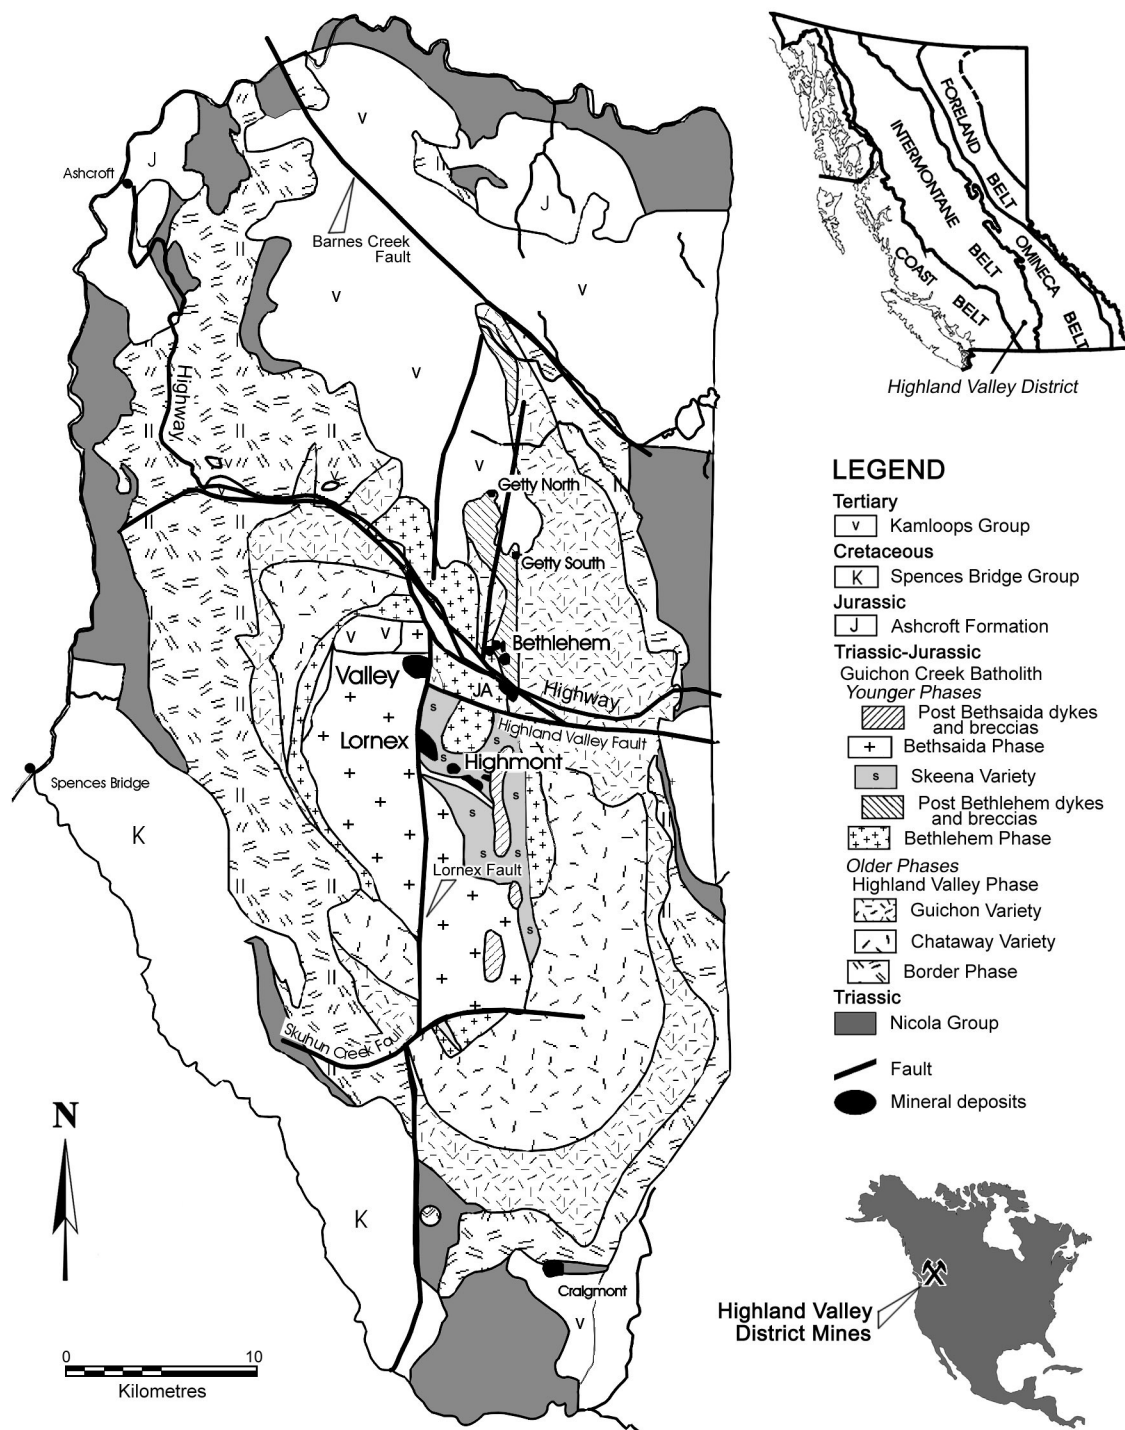 V
Ashcroft
J
Barnes Creek
Fault
J
V
V
V
Highway
V
V
V
Getty North
Getty South
V V
Bethlehem
Valley
JA
Highway
S
Lornex
Highland Valley Fault
S
Highmont
Spences Bridge
S
S
K
S S
Lornex Fault
S
Skuhun Creek Fault
N
K
Craigmont
V
0 10
Kilometres
FORELAND
BELT
INTERMONTANE
BELT
OMINECA
BELT
COAST
BELT
Highland Valley District
LEGEND
Tertiary
V Kamloops Group
Cretaceous
K Spences Bridge Group
Jurassic
J Ashcroft Formation
Triassic-Jurassic
Guichon Creek Batholith
Younger Phases
Post Bethsaida dykes
and breccias
+ Bethsaida Phase
S Skeena Variety
Post Bethlehem dykes
and breccias
Bethlehem Phase
Older Phases
Highland Valley Phase
Guichon Variety
Chataway Variety
Border Phase
Triassic
Nicola Group
Fault
Mineral deposits
Highland Valley
District Mines